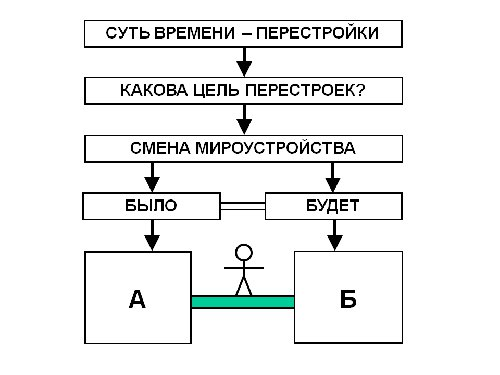 СУТЬ ВРЕМЕНИ – ПЕРЕСТРОЙКИ
КАКОВА ЦЕЛЬ ПЕРЕСТРОЕК?
СМЕНА МИРОУСТРОЙСТВА
БЫЛО
БУДЕТ
А
Б